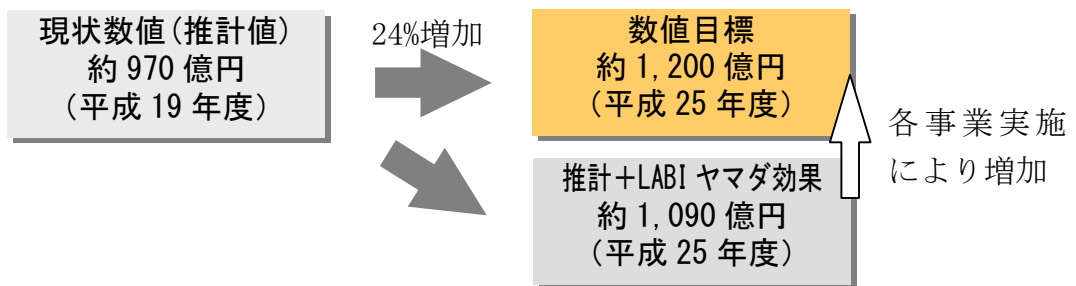 現状数値(推計値)
約 970 億円
(平成 19 年度)
24%増加
数値目標
約 1,200 億円
(平成 25 年度)
推計+LABI ヤマダ効果
約 1,090 億円
(平成 25 年度)
各事業実施
により増加